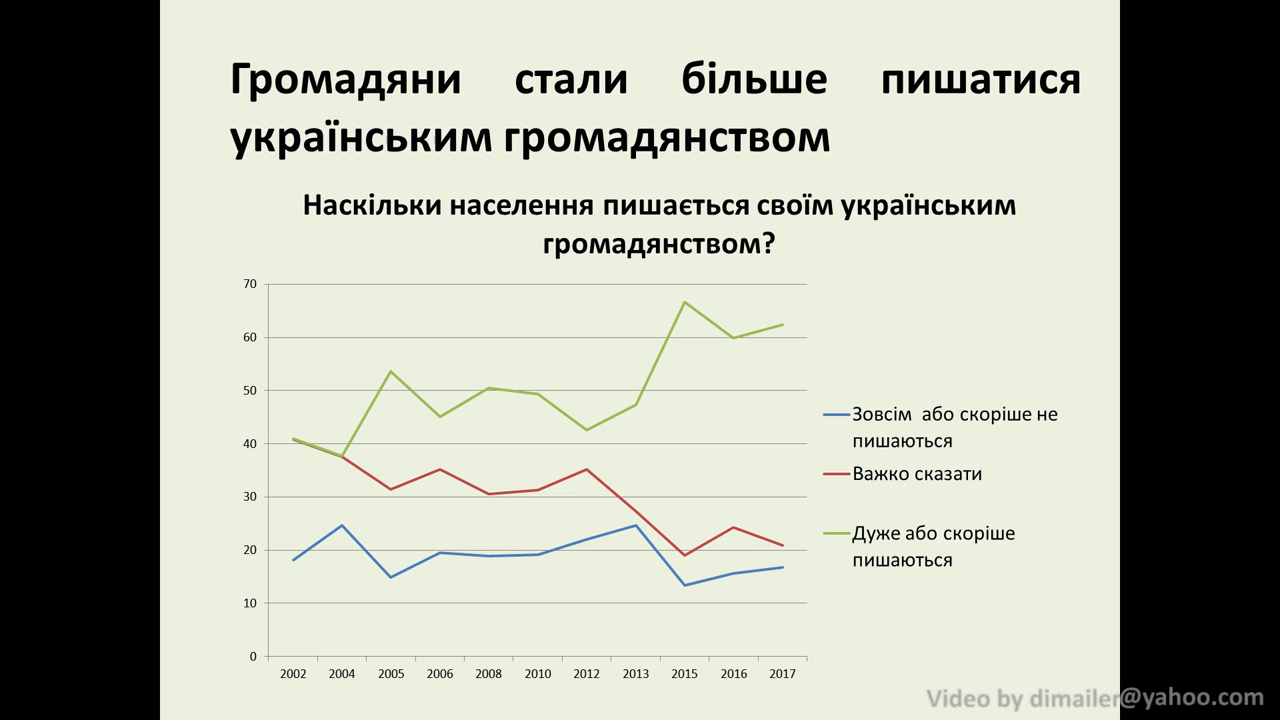 Громадяни стали більше пишатися
українським громадянством
Наскільки населення пишається своїм українським
громадянством?
70
60
50
40
30
20
10
0
2002 2004 2005 2006 2008 2010 2012 2013 2015 2016 2017
Зовсім або скоріше не
пишаються
Важко сказати
Дуже або скоріше
пишаються
Video by dimailer@yahoo.com